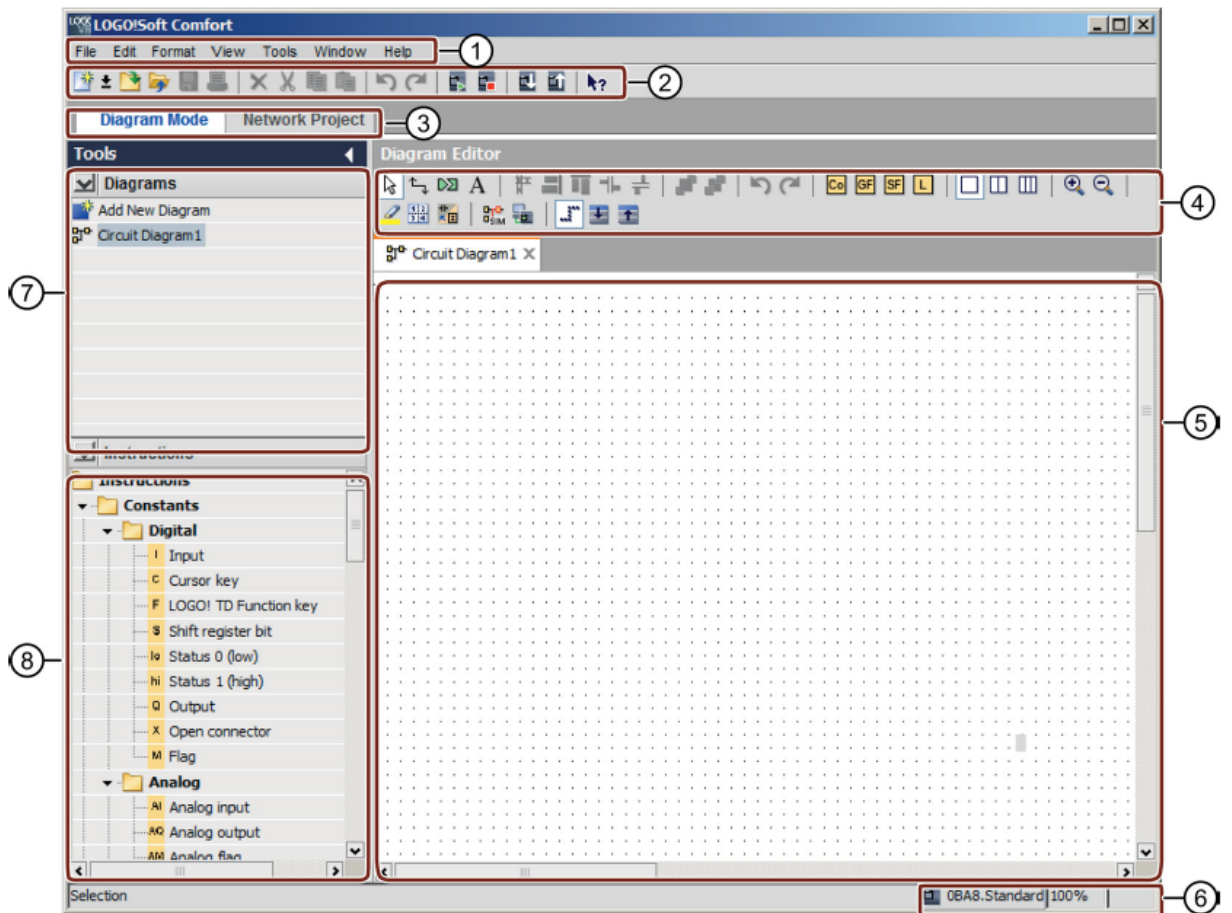 LOGO!Soft Comfort
File Edit Format View Tools Window Help
1
2
Diagram Mode Network Project
3
Tools
Diagram Editor
Diagrams
A Co GF SF L
4
Add New Diagram
SIM
Circuit Diagram1
Circuit Diagram1
7
5
Instructions
Instructions
Constants
Digital
I Input
C Cursor key
F LOGO! TD Function key
S Shift register bit
lo Status 0 (low)
8
hi Status 1 (high)
Q Output
X Open connector
M Flag
Analog
AI Analog input
AQ Analog output
AM Analog flag
Selection
0BA8.Standard 100%
6